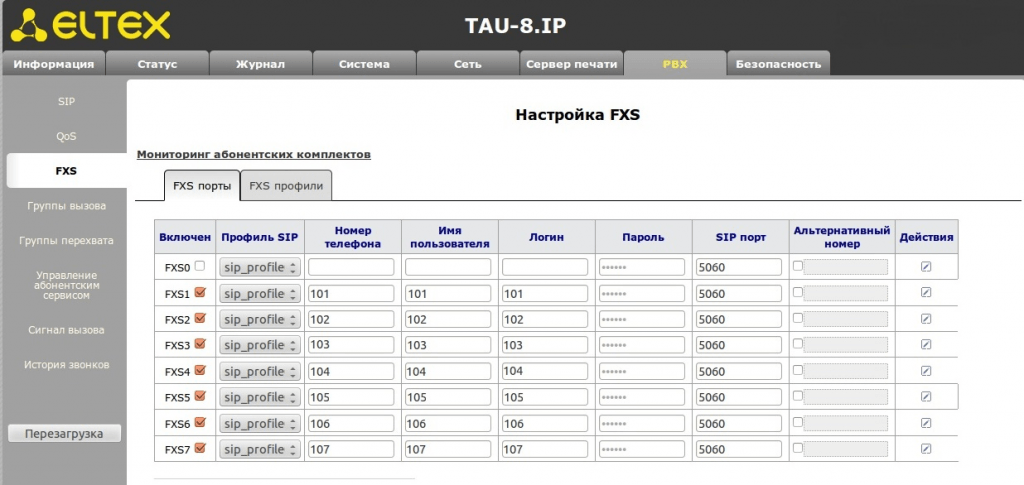 ELTEX
TAU-8.IP
Информация Статус Журнал Система Сеть Сервер печати PBX Безопасность
SIP
QoS
FXS
Группы вызова
Группы перехвата
Управление
абонентским
сервисом
Сигнал вызова
История звонков
Перезагрузка
Настройка FXS
Мониторинг абонентских комплектов
FXS порты FXS профили
Включен Профиль SIP Номер телефона Имя пользователя Логин Пароль SIP порт Альтернативный номер Действия
FXS0 sip_profile •••••• 5060
FXS1 sip_profile 101 101 101 •••••• 5060
FXS2 sip_profile 102 102 102 •••••• 5060
FXS3 sip_profile 103 103 103 •••••• 5060
FXS4 sip_profile 104 104 104 •••••• 5060
FXS5 sip_profile 105 105 105 •••••• 5060
FXS6 sip_profile 106 106 106 •••••• 5060
FXS7 sip_profile 107 107 107 •••••• 5060